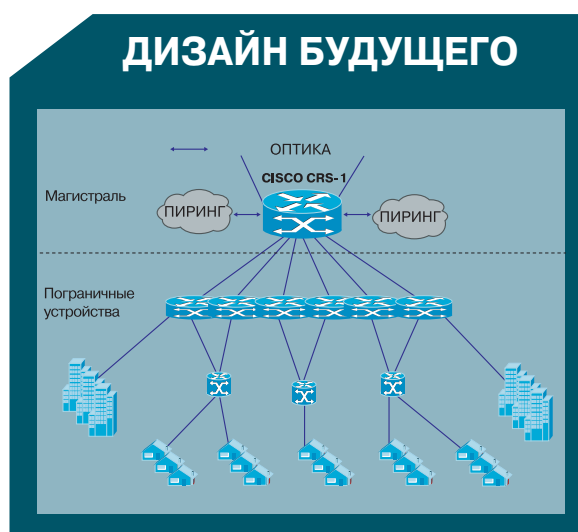 ДИЗАЙН БУДУЩЕГО
ОПТИКА
CISCO CRS-1
Магистраль
ПИРИНГ
ПИРИНГ
Пограничные
устройства